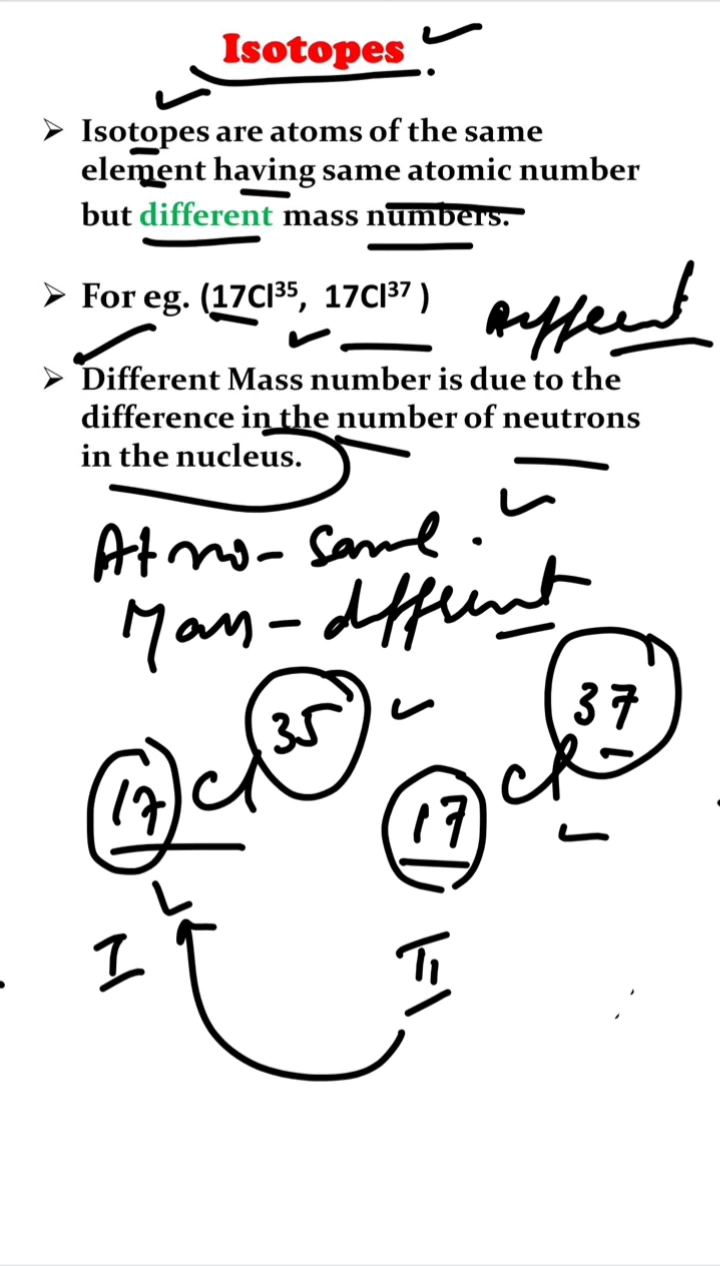 Isotopes
➢ Isotopes are atoms of the same
element having same atomic number
but different mass numbers.
➢ For eg. (17Cl³⁵, 17Cl³⁷ )
Different
➢ Different Mass number is due to the
difference in the number of neutrons
in the nucleus.
At no - Same.
Mass - different
17 Cl 35
17 Cl 37
I II